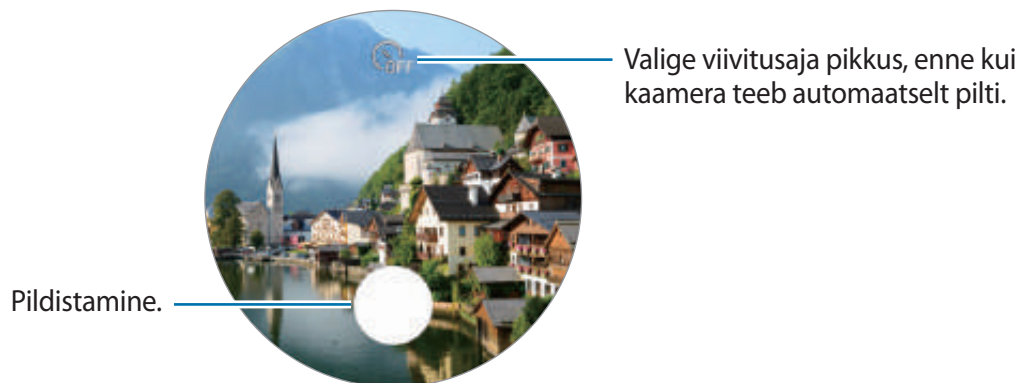 OFF
Valige viivitusaja pikkus, enne kui
kaamera teeb automaatselt pilti.
Pildistamine.